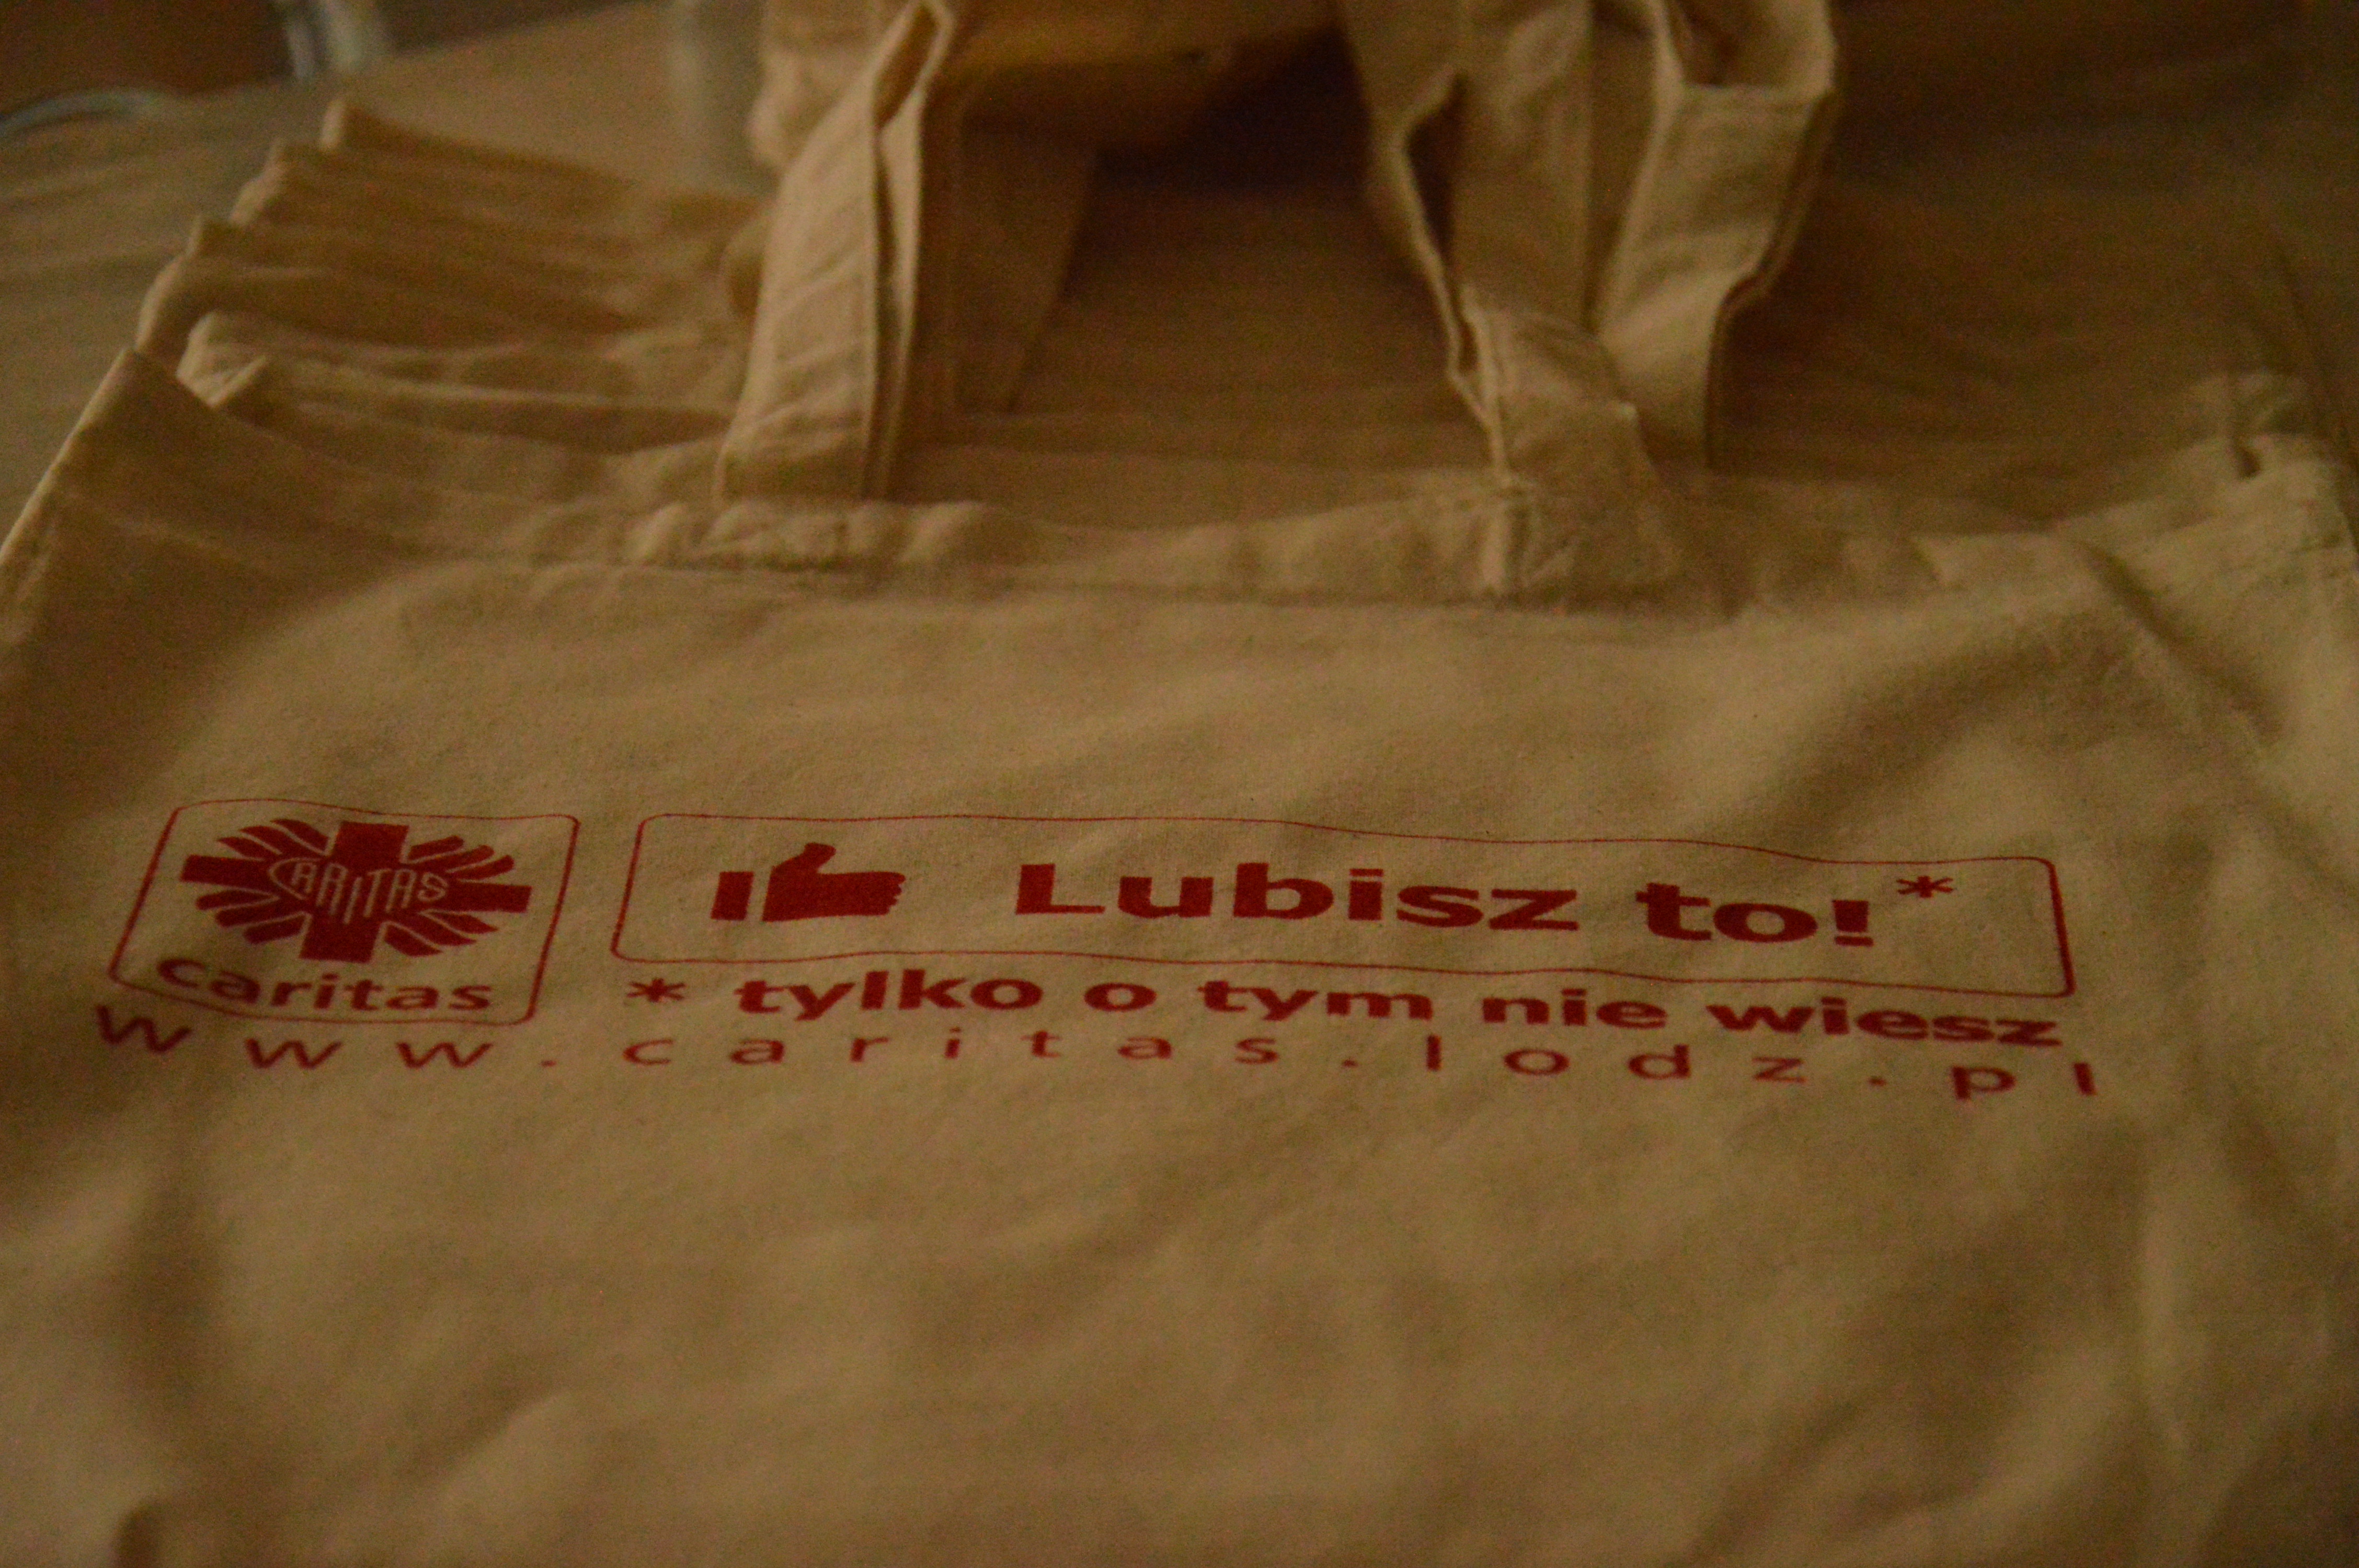 CARITAS
caritas
Lubisz to!*
* tylko o tym nie wiesz
www.caritas.lodz.pl